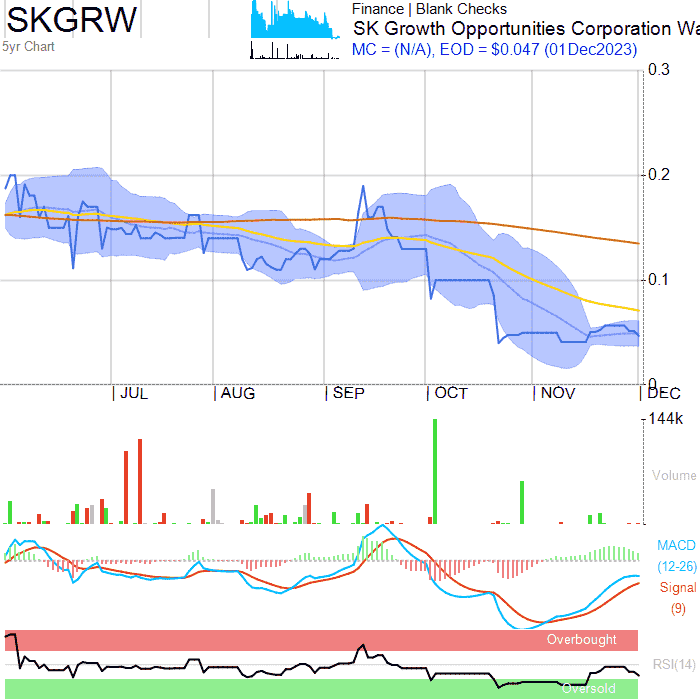 SKGRW
5yr Chart
Finance | Blank Checks
SK Growth Opportunities Corporation Wa
MC = (N/A), EOD = $0.047 (01Dec2023)
0.3
0.2
0.1
0
JUL
AUG
SEP
OCT
NOV
DEC
144k
Volume
MACD
(12-26)
Signal
(9)
Overbought
RSI(14)
Oversold